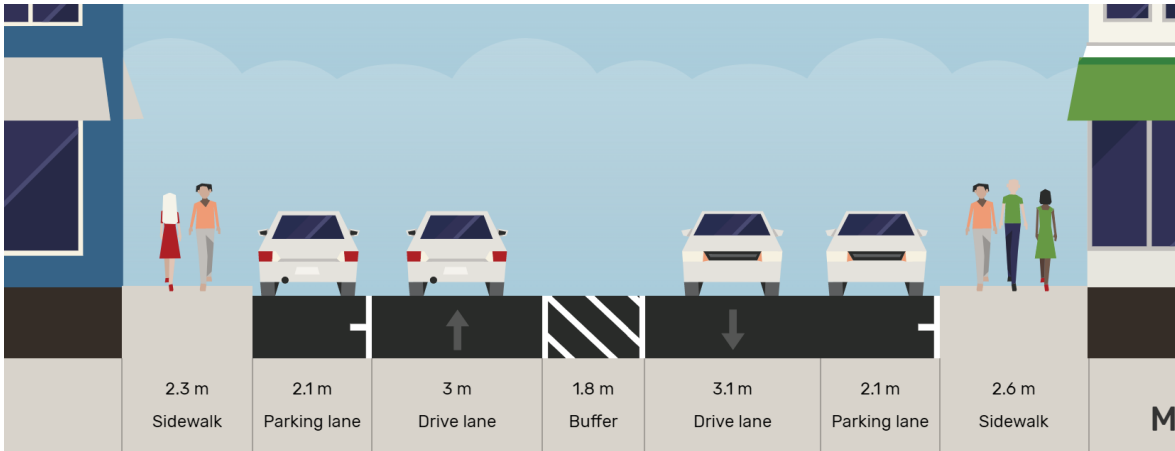 2.3 m
Sidewalk
2.1 m
Parking lane
3 m
Drive lane
1.8 m
Buffer
3.1 m
Drive lane
2.1 m
Parking lane
2.6 m
Sidewalk
M